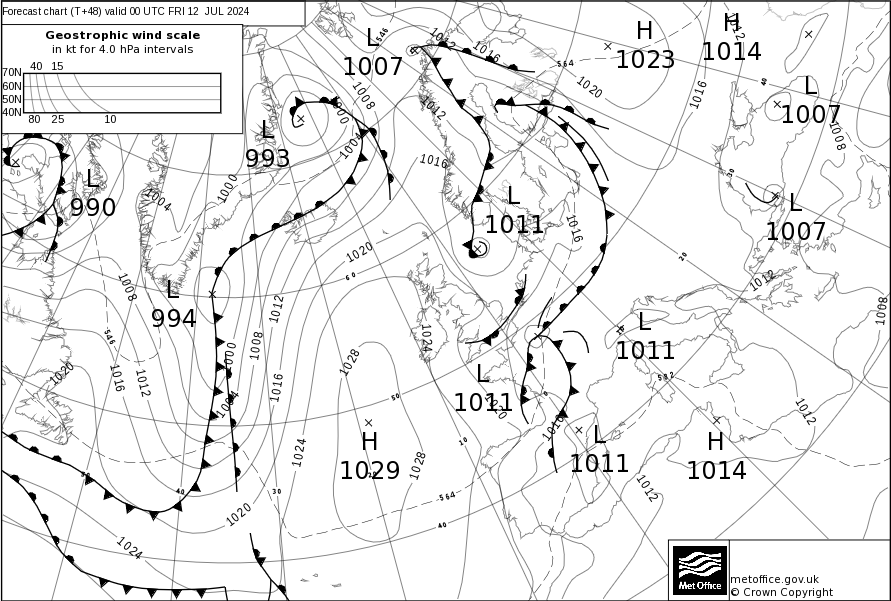 Forecast chart (T+48) valid 00 UTC FRI 12 JUL 2024
Geostrophic wind scale
in kt for 4.0 hPa intervals
40 15
70N
60N
50N
40N
80 25 10
L
1007
H
1023
H
1014
L
1007
L
993
L
990
L
1011
L
1007
L
994
L
1011
L
1011
H
1029
L
1011
H
1014
546
1012
1016
564
1020
1016
1012
1008
1000
1008
1004
1012
1016
1000
1004
1016
1020
1008
1012
1008
1000
1004
1016
1012
1016
1020
546
1028
1024
1024
1028
1020
1024
1016
1020
1012
1012
1012
1008
582
564
40
30
20
60
50
10
0
50
40
30
40
metoffice.gov.uk
© Crown Copyright
Met Office